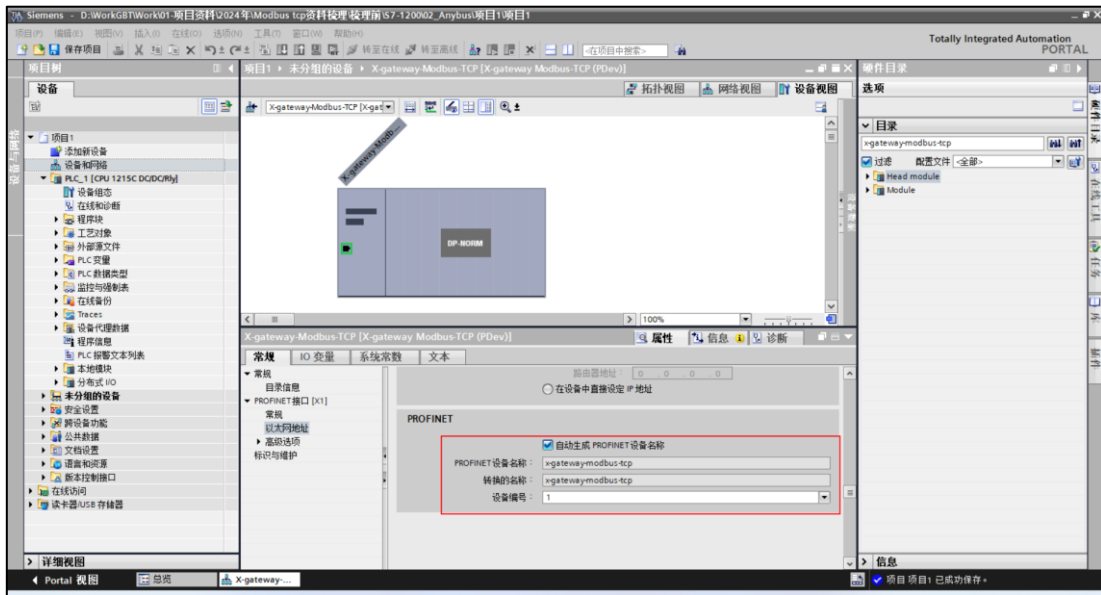 Siemens - D:\WorkGBT\Work\01-项目资料\2024年\Modbus tcp资料梳理\梳理前\S7-1200\02_Anybus\项目1\项目1
项目(P) 编辑(E) 视图(V) 插入(I) 在线(O) 选项(N) 工具(T) 窗口(W) 帮助(H)
保存项目 转至在线 转至离线 <在项目中搜索>
Totally Integrated Automation
PORTAL
项目树
设备
项目1
添加新设备
设备和网络
PLC_1 [CPU 1215C DC/DC/Rly]
设备组态
在线和诊断
程序块
工艺对象
外部源文件
PLC 变量
PLC 数据类型
监控与强制表
在线备份
Traces
设备代理数据
程序信息
PLC 报警文本列表
本地模块
分布式 I/O
未分组的设备
安全设置
跨设备功能
公共数据
文档设置
语言和资源
版本控制接口
在线访问
读卡器/USB 存储器
详细视图
项目1 ▸ 未分组的设备 ▸ X-gateway-Modbus-TCP [X-gateway Modbus-TCP (PDev)]
拓扑视图 网络视图 设备视图
X-gateway-Modbus-TCP [X-gat
X-gateway-Modb...
DP-NORM
100%
X-gateway-Modbus-TCP [X-gateway Modbus-TCP (PDev)]
属性 信息 诊断
常规 IO 变量 系统常数 文本
常规
目录信息
PROFINET接口 [X1]
常规
以太网地址
高级选项
标识与维护
路由器地址: 0 . 0 . 0 . 0
在设备中直接设定 IP 地址
PROFINET
自动生成 PROFINET 设备名称
PROFINET 设备名称: x-gateway-modbus-tcp
转换的名称: x-gateway-modbus-tcp
设备编号: 1
硬件目录
选项
目录
x-gateway-modbus-tcp
过滤 配置文件 <全部>
Head module
Module
信息
硬件目录
在线工具
任务
库
插件
Portal 视图 总览 X-gateway-...
项目 项目1 已成功保存。